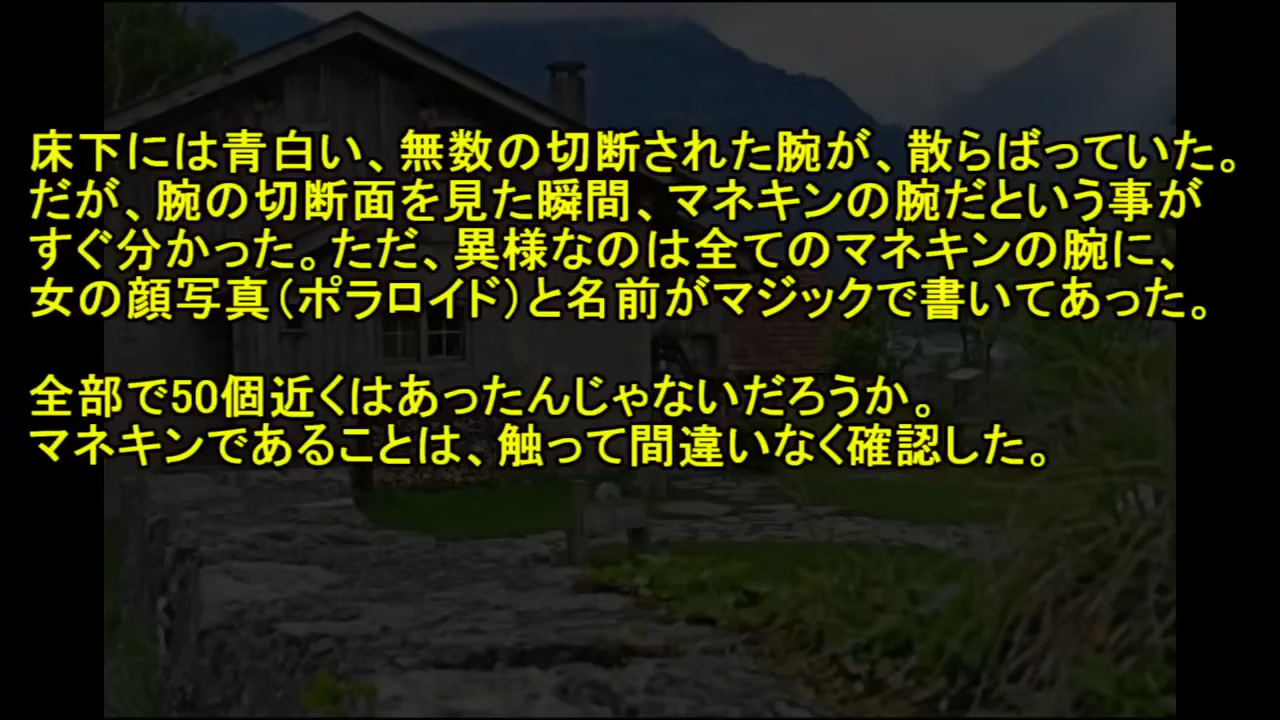 床下には青白い、無数の切断された腕が、散らばっていた。
だが、腕の切断面を見た瞬間、マネキンの腕だという事が
すぐ分かった。ただ、異様なのは全てのマネキンの腕に、
女の顔写真（ポラロイド）と名前がマジックで書いてあった。
全部で50個近くはあったんじゃないだろうか。
マネキンであることは、触って間違いなく確認した。